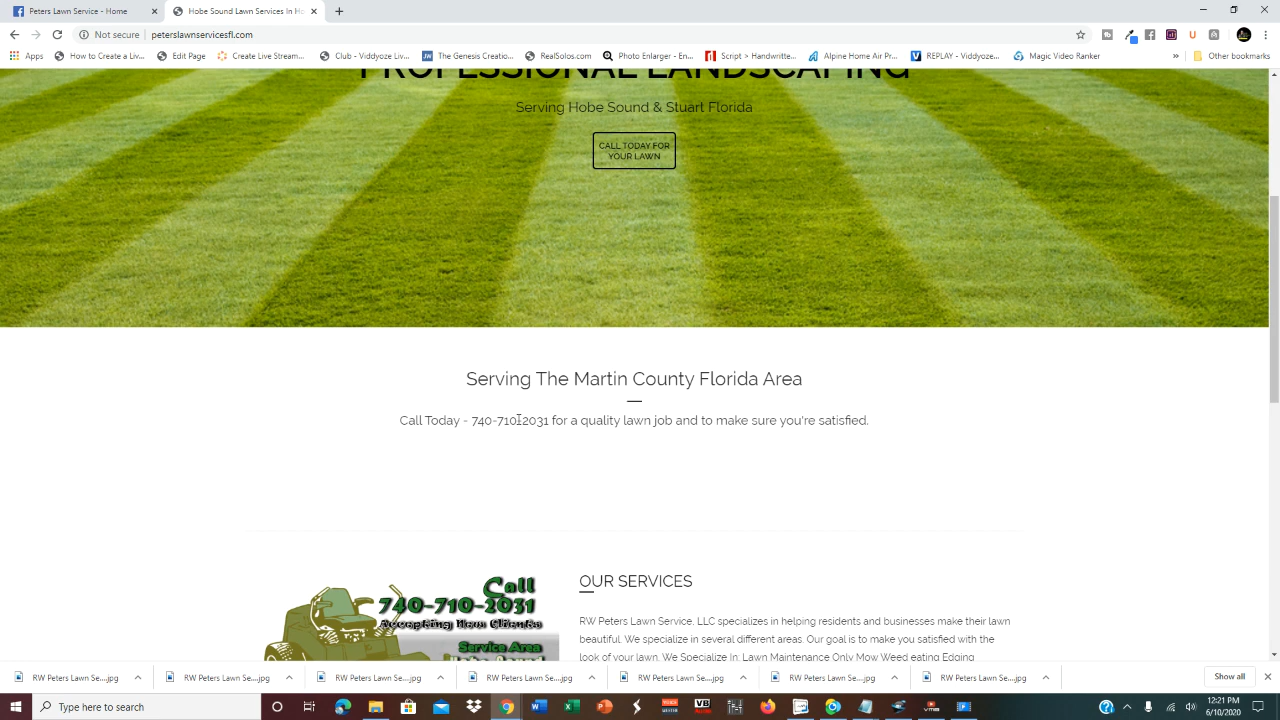 Peters Lawn Services - Home
Hobe Sound Lawn Services In Ho
Not secure | peterslawnservicesfl.com
Apps
How to Create a Liv...
Edit Page
Create Live Stream...
Club - Viddyoze...
The Genesis Creatio...
RealSolos.com
Photo Enlarger - En...
Script > Handwritte...
Alpine Home Air Pr...
REPLAY - Viddyoze...
Magic Video Ranker
»
Other bookmarks
PROFESSIONAL LANDSCAPING
Serving Hobe Sound & Stuart Florida
CALL TODAY FOR
YOUR LAWN
Serving The Martin County Florida Area
Call Today - 740-710-2031 for a quality lawn job and to make sure you're satisfied.
Call
740-710-2031
Accepting New Clients
Service Area
Hobe Sound
OUR SERVICES
RW Peters Lawn Service, LLC specializes in helping residents and businesses make their lawn
beautiful. We specialize in several different areas. Our goal is to make you satisfied with the
look of your lawn. We Specialize In: Lawn Maintenance Only Mow Weed eating Edging
RW Peters Lawn Se....jpg
RW Peters Lawn Se....jpg
RW Peters Lawn Se....jpg
RW Peters Lawn Se....jpg
RW Peters Lawn Se....jpg
RW Peters Lawn Se....jpg
RW Peters Lawn Se....jpg
Show all
Type here to search
12:21 PM
6/10/2020